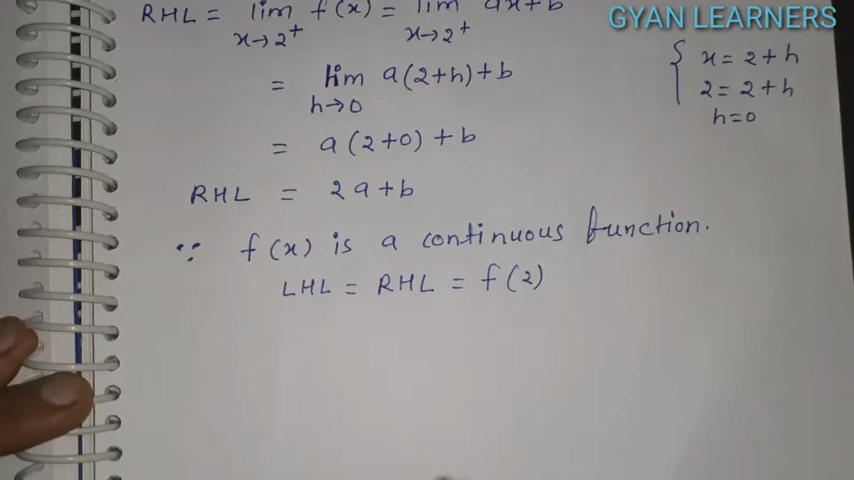 GYAN LEARNERS
RHL = lim f(x) = lim ax+b
x→2⁺ x→2⁺
= lim a(2+h)+b
h→0
= a(2+0)+b
RHL = 2a+b
x = 2+h
2 = 2+h
h=0
∵ f(x) is a continuous function.
LHL = RHL = f(2)